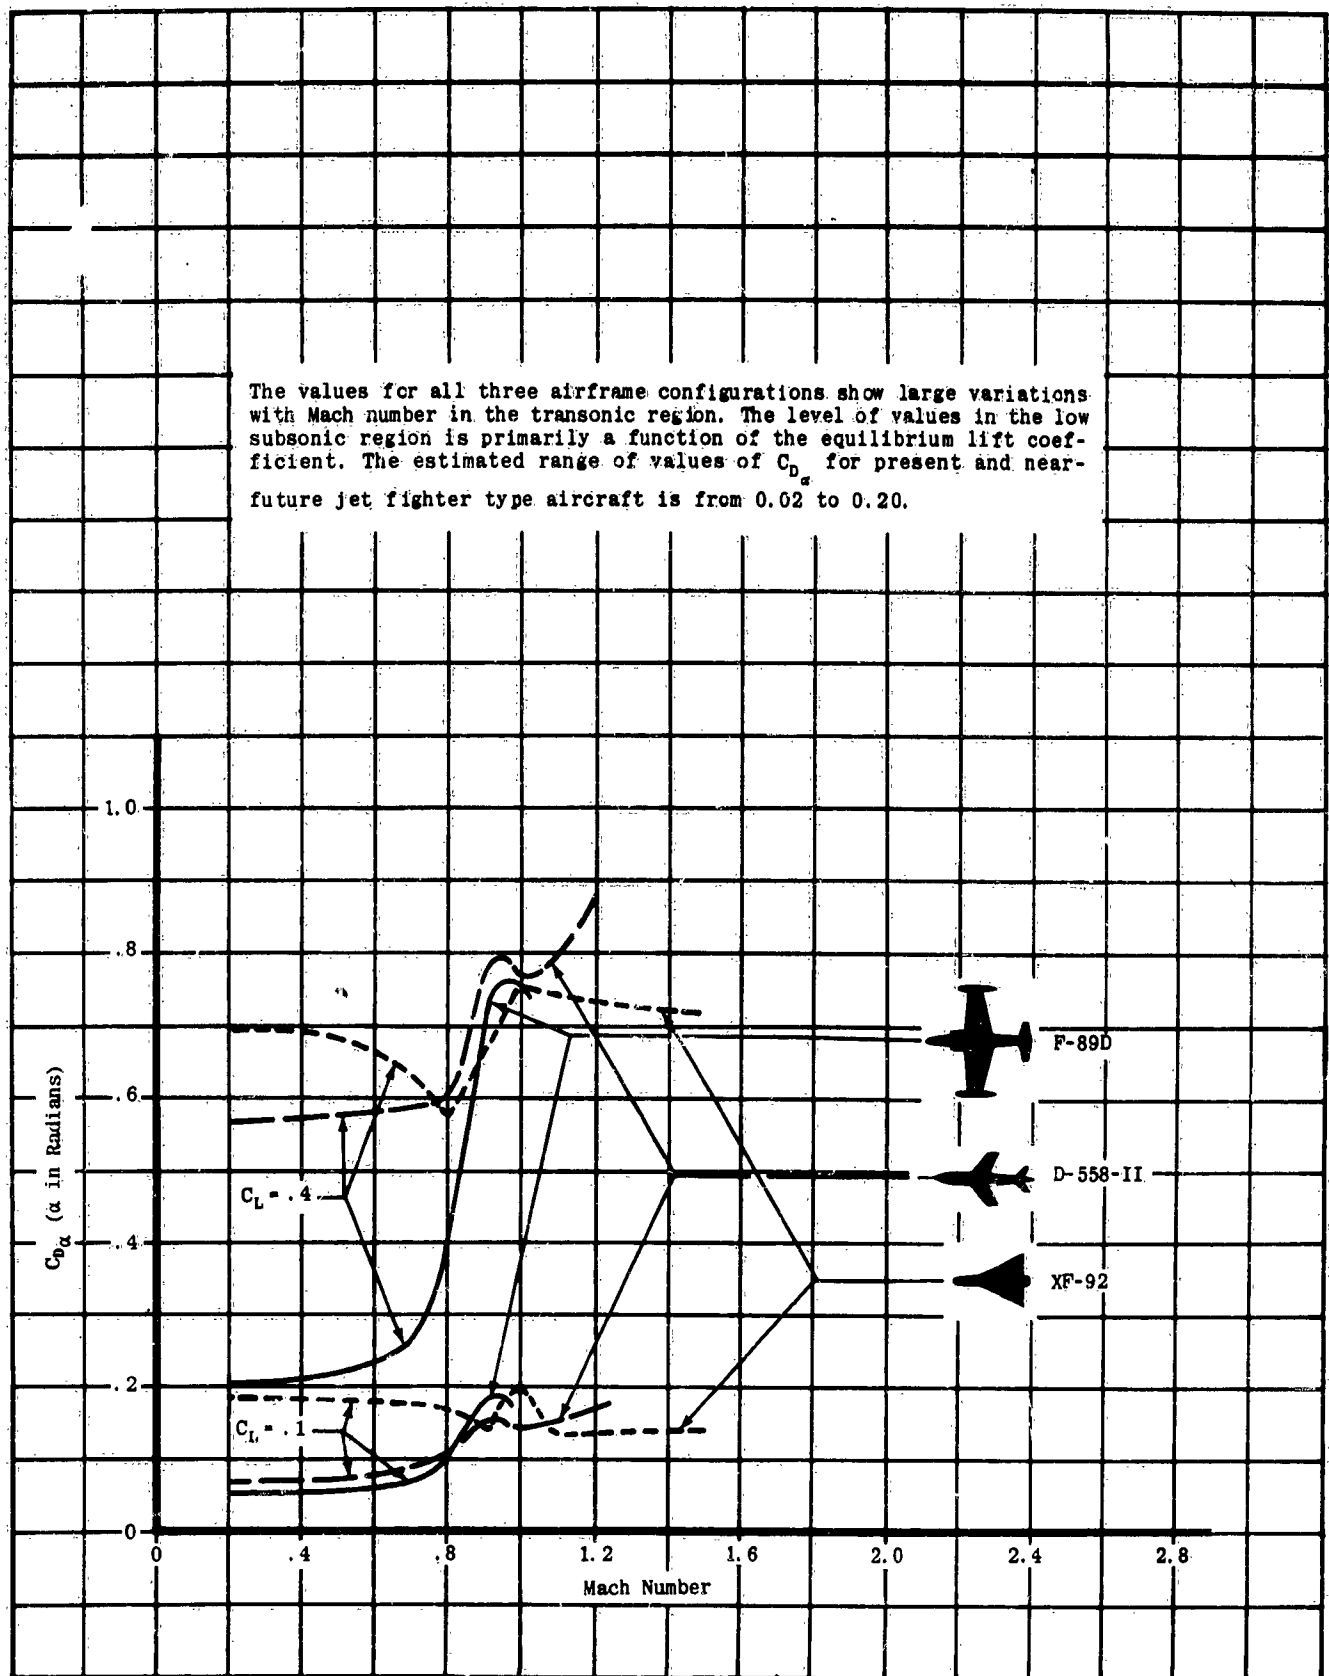 The values for all three airframe configurations show large variations
with Mach number in the transonic region. The level of values in the low
subsonic region is primarily a function of the equilibrium lift coef-
ficient. The estimated range of values of C_Dα for present and near-
future jet fighter type aircraft is from 0.02 to 0.20.
1.0
.8
.6
.4
.2
0
C_Dα (α in Radians)
C_L = .4
C_L = .1
F-89D
D-558-II
XF-92
0 .4 .8 1.2 1.6 2.0 2.4 2.8
Mach Number